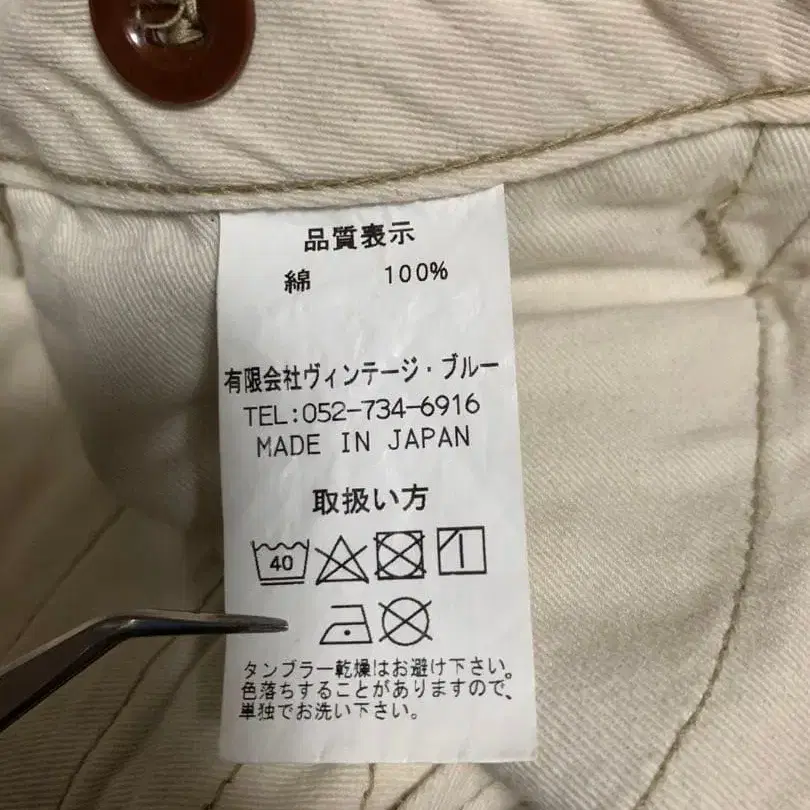 品質表示
綿 100%
有限会社ヴィンテージ・ブルー
TEL:052-734-6916
MADE IN JAPAN
取扱い方
40
タンブラー乾燥はお避け下さい。
色落ちすることがありますので、
単独でお洗い下さい。